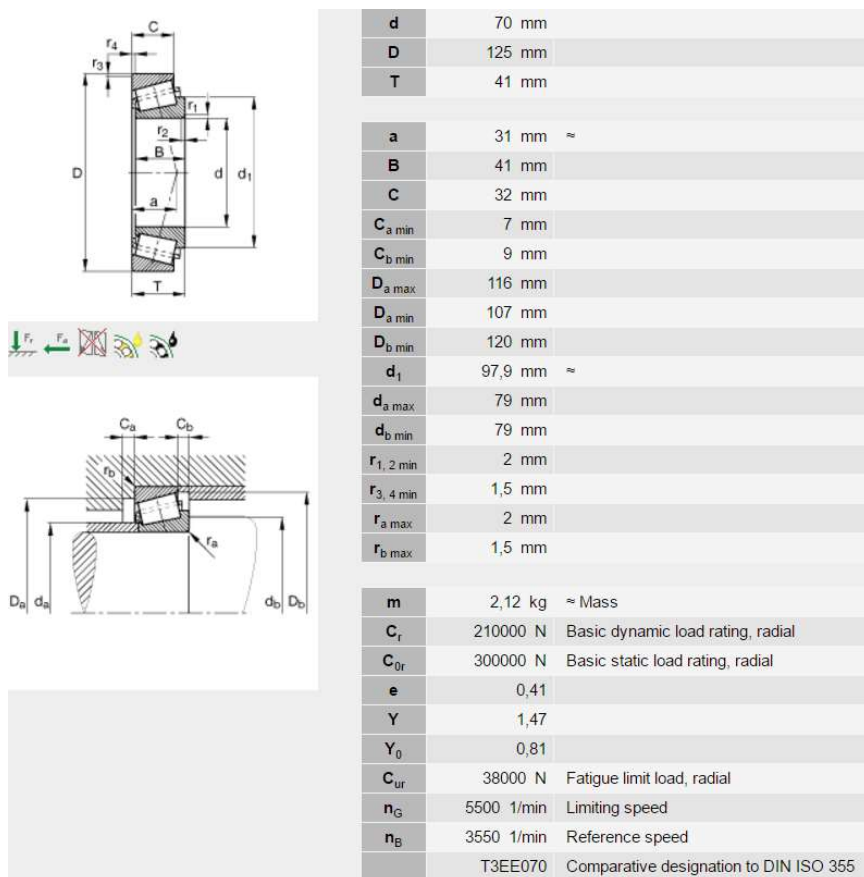 C
r4
r3
r1
r2
B
D
d
d1
a
T
Fr
Fa
Ca
Cb
rb
ra
Da
da
db
Db
d 70 mm
D 125 mm
T 41 mm
a 31 mm ≈
B 41 mm
C 32 mm
Ca min 7 mm
Cb min 9 mm
Da max 116 mm
Da min 107 mm
Db min 120 mm
d1 97,9 mm ≈
da max 79 mm
db min 79 mm
r1, 2 min 2 mm
r3, 4 min 1,5 mm
ra max 2 mm
rb max 1,5 mm
m 2,12 kg ≈ Mass
Cr 210000 N Basic dynamic load rating, radial
C0r 300000 N Basic static load rating, radial
e 0,41
Y 1,47
Y0 0,81
Cur 38000 N Fatigue limit load, radial
nG 5500 1/min Limiting speed
nB 3550 1/min Reference speed
T3EE070 Comparative designation to DIN ISO 355